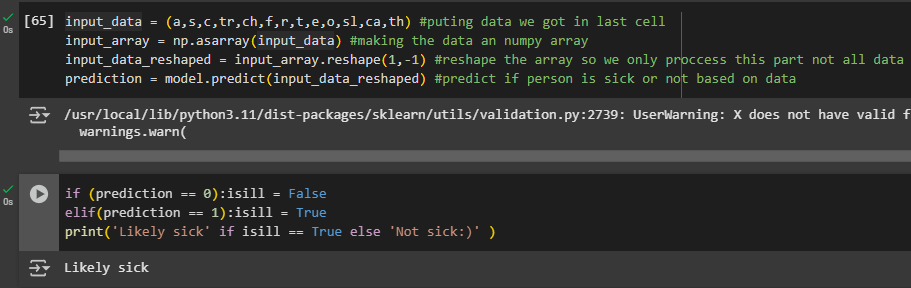 [65] input_data = (a,s,c,tr,ch,f,r,t,e,o,sl,ca,th) #puting data we got in last cell
0s input_array = np.asarray(input_data) #making the data an numpy array
input_data_reshaped = input_array.reshape(1,-1) #reshape the array so we only proccess this part not all data
prediction = model.predict(input_data_reshaped) #predict if person is sick or not based on data
/usr/local/lib/python3.11/dist-packages/sklearn/utils/validation.py:2739: UserWarning: X does not have valid f
warnings.warn(
if (prediction == 0):isill = False
0s elif(prediction == 1):isill = True
print('Likely sick' if isill == True else 'Not sick:)' )
Likely sick